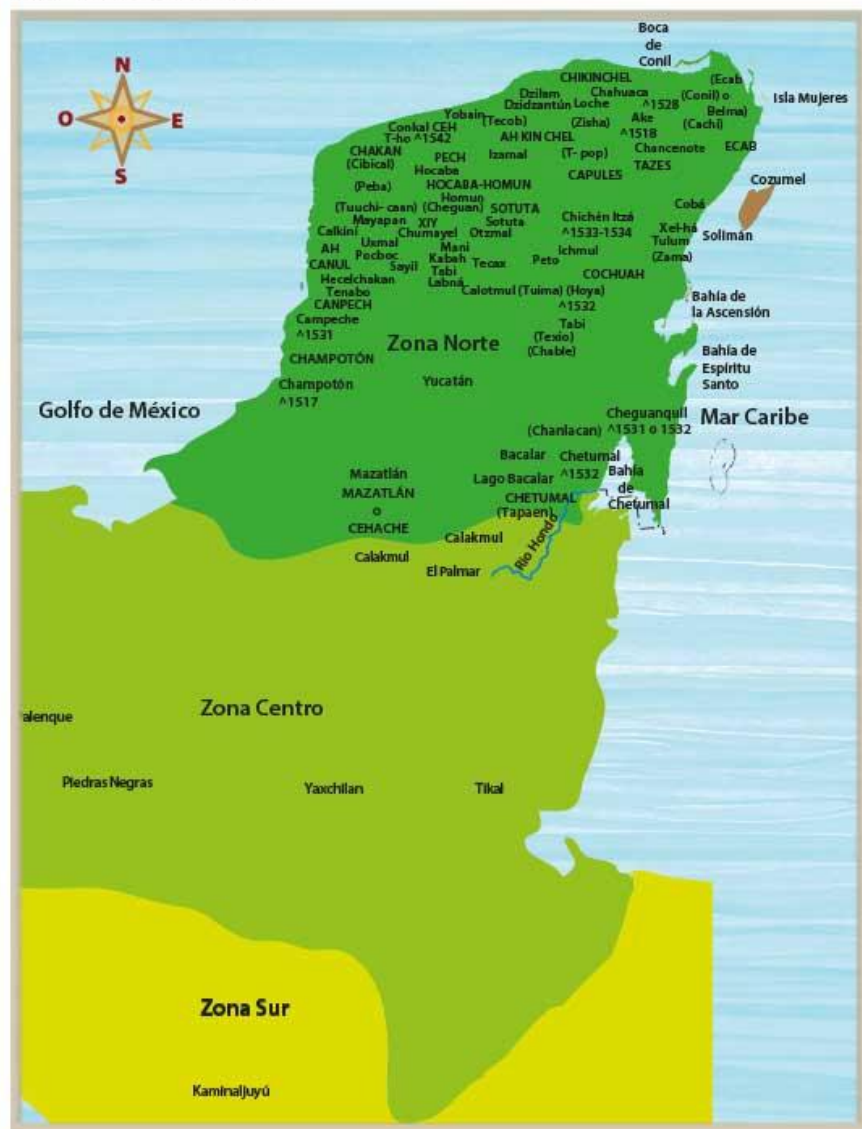 N
O
E
S
Boca
de
Conil
CHIKINCHEL
(Ecab
Dzilam
Chahuaca
(Conil) o
Isla Mujeres
Dzidzantún
Loche
^1528
Belma)
Yobain
(Tecob)
(Zisha)
Ake
(Cachi)
Conkal CEH
T-ho ^1542
AH KIN CHEL
^1518
CHAKAN
(Cibical)
PECH
Izamal
(T- pop)
Chancenote
ECAB
Hocaba
TAZES
(Peba)
HOCABA-HOMUN
CAPULES
Cozumel
Homun
(Tuuchi- caan)
(Cheguan)
SOTUTA
Cobá
Mayapan
XIY
Sotuta
Chichén Itzá
Calkiní
Chumayel
Otzmal
^1533-1534
Xel-há
Solimán
AH
CANUL
Uxmal
Mani
Tulum
Pocboc
Kabah
Ichmul
(Zama)
Sayil
Tabi
Tecax
Peto
Hecelchakan
Labná
COCHUAH
Tenabo
Calotmul (Tuima) (Hoya)
CANPECH
^1532
Bahía de
la Ascensión
Campeche
^1531
Tabi
(Texio)
(Chable)
Zona Norte
CHAMPOTÓN
Bahía de
Espíritu
Santo
Champotón
^1517
Yucatán
Golfo de México
Mar Caribe
Cheguanquil
(Chanlacan) ^1531 o 1532
Bacalar
Chetumal
^1532
Mazatlán
Lago Bacalar
Bahía
de
Chetumal
MAZATLÁN
o
CEHACHE
CHETUMAL
(Tapaen)
Calakmul
Rio Hondo
Calakmul
El Palmar
Zona Centro
alenque
Piedras Negras
Yaxchilan
Tikal
Zona Sur
Kaminaljuyú